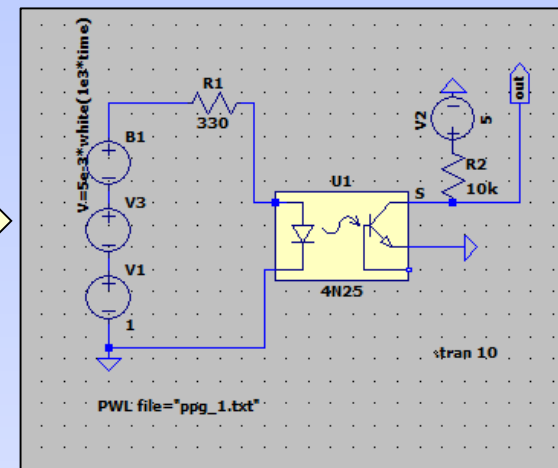 V=5e-3*white(1e3*time)
R1
330
B1
V3
V1
1
U1
4N25
V2
5
R2
10k
S
out
.tran 10
PWL file="ppg_1.txt"